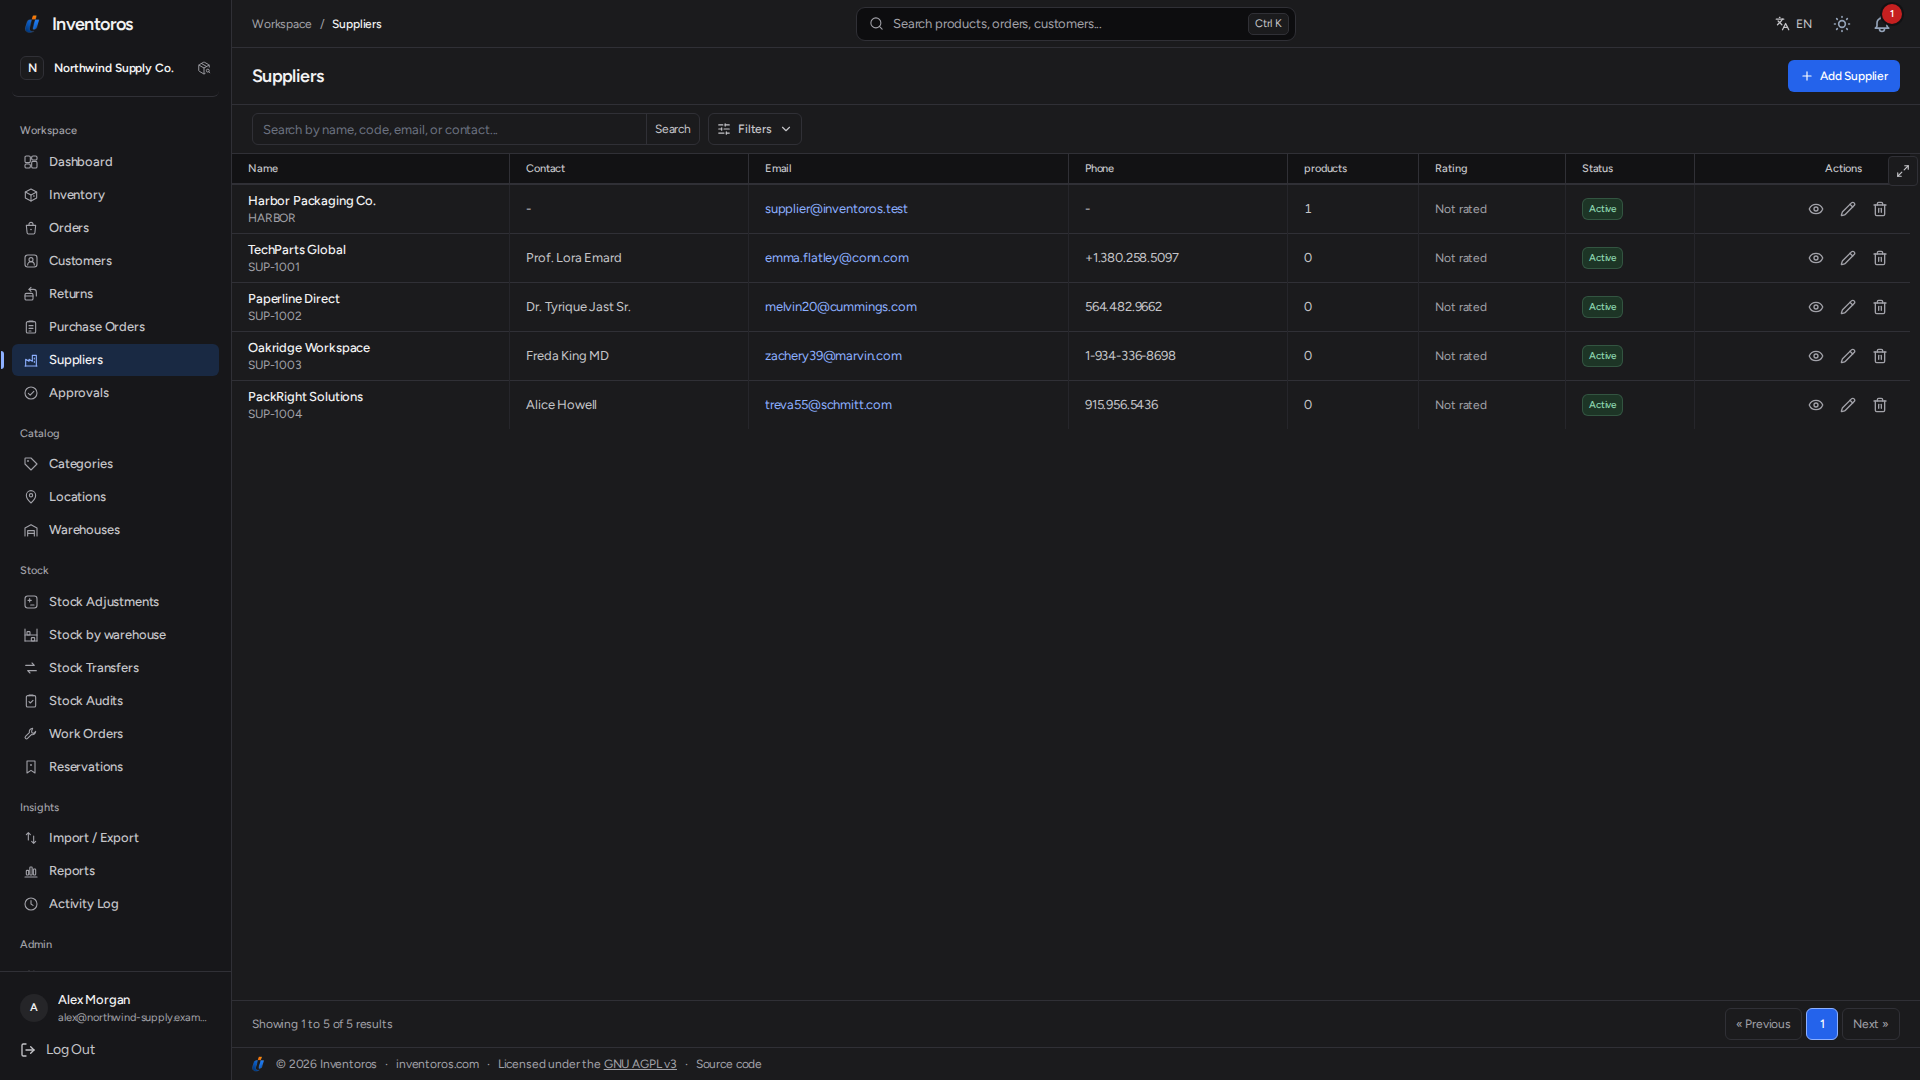 Inventoros
N Northwind Supply Co.
Workspace
Dashboard
Inventory
Orders
Customers
Returns
Purchase Orders
Suppliers
Approvals
Catalog
Categories
Locations
Warehouses
Stock
Stock Adjustments
Stock by warehouse
Stock Transfers
Stock Audits
Work Orders
Reservations
Insights
Import / Export
Reports
Activity Log
Admin
A
Alex Morgan
alex@northwind-supply.exam...
Log Out
Workspace / Suppliers
Search products, orders, customers...
Ctrl K
EN
1
Suppliers
+ Add Supplier
Search by name, code, email, or contact...
Search
Filters
Name Contact Email Phone products Rating Status Actions
Harbor Packaging Co.
HARBOR
- supplier@inventoros.test - 1 Not rated Active
TechParts Global
SUP-1001
Prof. Lora Emard emma.flatley@conn.com +1.380.258.5097 0 Not rated Active
Paperline Direct
SUP-1002
Dr. Tyrique Jast Sr. melvin20@cummings.com 564.482.9662 0 Not rated Active
Oakridge Workspace
SUP-1003
Freda King MD zachery39@marvin.com 1-934-336-8698 0 Not rated Active
PackRight Solutions
SUP-1004
Alice Howell treva55@schmitt.com 915.956.5436 0 Not rated Active
Showing 1 to 5 of 5 results
« Previous 1 Next »
© 2026 Inventoros · inventoros.com · Licensed under the GNU AGPL v3 · Source code